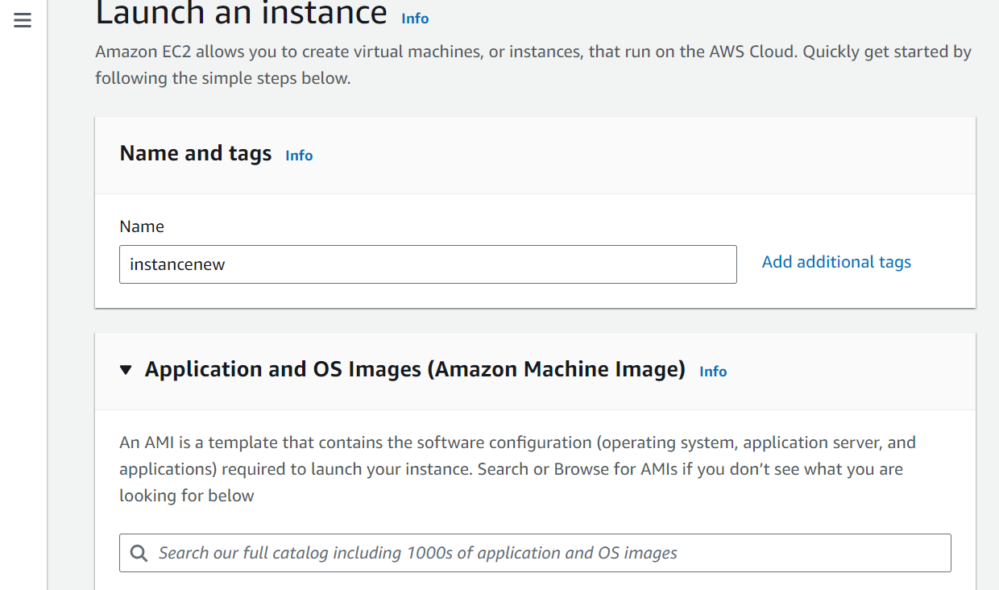 Launch an instance Info
Amazon EC2 allows you to create virtual machines, or instances, that run on the AWS Cloud. Quickly get started by
following the simple steps below.
Name and tags Info
Name
instancenew
Add additional tags
Application and OS Images (Amazon Machine Image) Info
An AMI is a template that contains the software configuration (operating system, application server, and
applications) required to launch your instance. Search or Browse for AMIs if you don’t see what you are
looking for below
Search our full catalog including 1000s of application and OS images